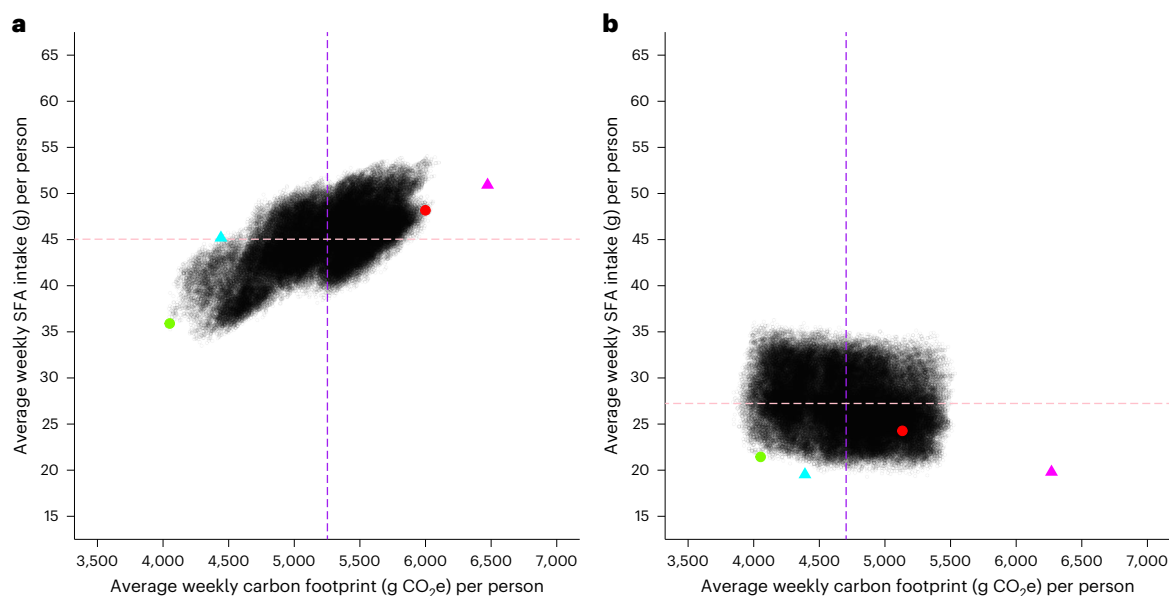 a
65
60
55
50
45
40
35
30
25
20
15
Average weekly SFA intake (g) per person
3,500 4,000 4,500 5,000 5,500 6,000 6,500 7,000
Average weekly carbon footprint (g CO₂e) per person
b
65
60
55
50
45
40
35
30
25
20
15
Average weekly SFA intake (g) per person
3,500 4,000 4,500 5,000 5,500 6,000 6,500 7,000
Average weekly carbon footprint (g CO₂e) per person